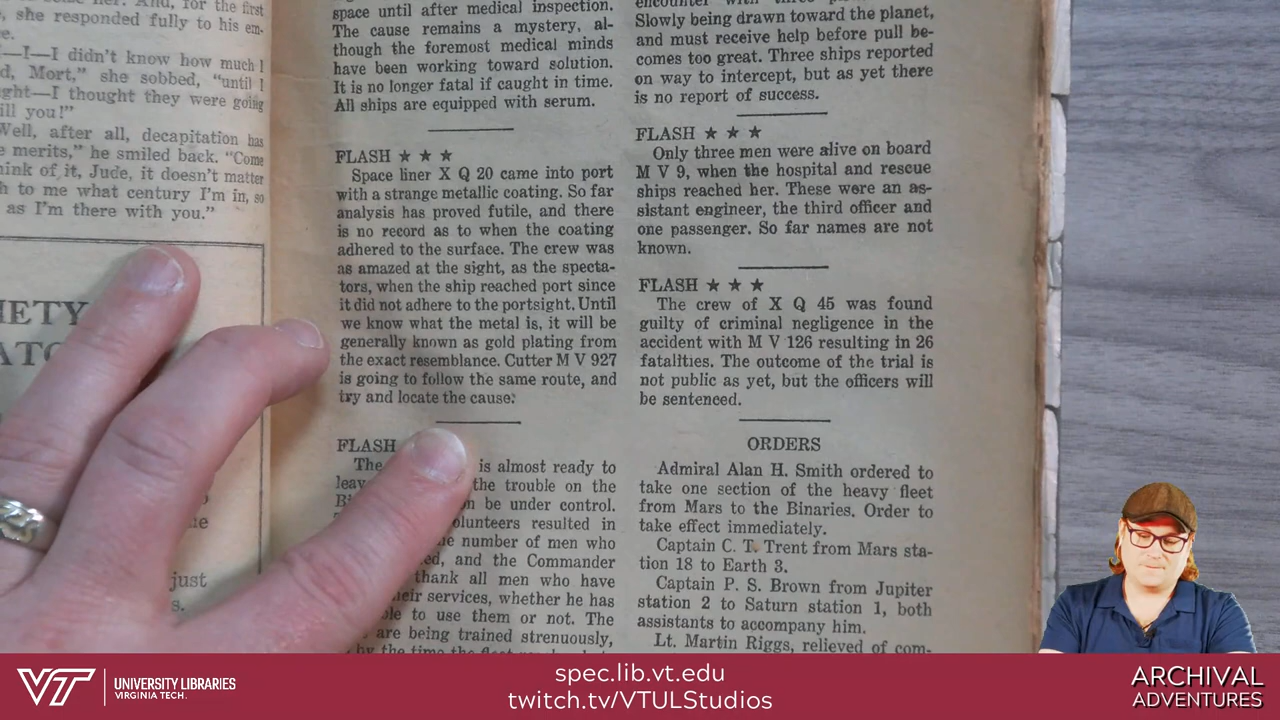 she responded fully to his em-
—I—I didn't know how much I
Mort," she sobbed, "until I
I thought they were going
you!"
Well, after all, decapitation has
merits," he smiled back. "Come
of it, Jude, it doesn't matter
to me what century I'm in, so
as I'm there with you."
just
space until after medical inspection.
The cause remains a mystery, al-
though the foremost medical minds
have been working toward solution.
It is no longer fatal if caught in time.
All ships are equipped with serum.
FLASH ★ ★ ★
Space liner X Q 20 came into port
with a strange metallic coating. So far
analysis has proved futile, and there
is no record as to when the coating
adhered to the surface. The crew was
as amazed at the sight, as the specta-
tors, when the ship reached port since
it did not adhere to the portsight. Until
we know what the metal is, it will be
generally known as gold plating from
the exact resemblance. Cutter M V 927
is going to follow the same route, and
try and locate the cause.
FLASH
The is almost ready to
the trouble on the
be under control.
resulted in
number of men who
and the Commander
thank all men who have
their services, whether he has
to use them or not. The
are being trained strenuously,
by the time the
Slowly being drawn toward the planet,
and must receive help before pull be-
comes too great. Three ships reported
on way to intercept, but as yet there
is no report of success.
FLASH ★ ★ ★
Only three men were alive on board
M V 9, when the hospital and rescue
ships reached her. These were an as-
sistant engineer, the third officer and
one passenger. So far names are not
known.
FLASH ★ ★ ★
The crew of X Q 45 was found
guilty of criminal negligence in the
accident with M V 126 resulting in 26
fatalities. The outcome of the trial is
not public as yet, but the officers will
be sentenced.
ORDERS
Admiral Alan H. Smith ordered to
take one section of the heavy fleet
from Mars to the Binaries. Order to
take effect immediately.
Captain C. T. Trent from Mars sta-
tion 18 to Earth 3.
Captain P. S. Brown from Jupiter
station 2 to Saturn station 1, both
assistants to accompany him.
Lt. Martin Riggs, relieved of com-
VT UNIVERSITY LIBRARIES
VIRGINIA TECH.
spec.lib.vt.edu
twitch.tv/VTULStudios
ARCHIVAL
ADVENTURES